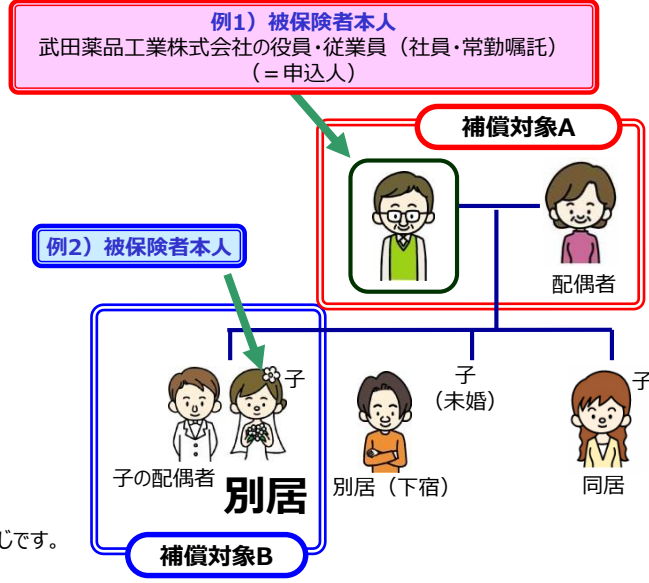 例1）被保険者本人
武田薬品工業株式会社の役員・従業員（社員・常勤嘱託）
（＝申込人）
補償対象A
配偶者
例2）被保険者本人
子
子の配偶者
別居
子
（未婚）
別居（下宿）
子
同居
じです。
補償対象B